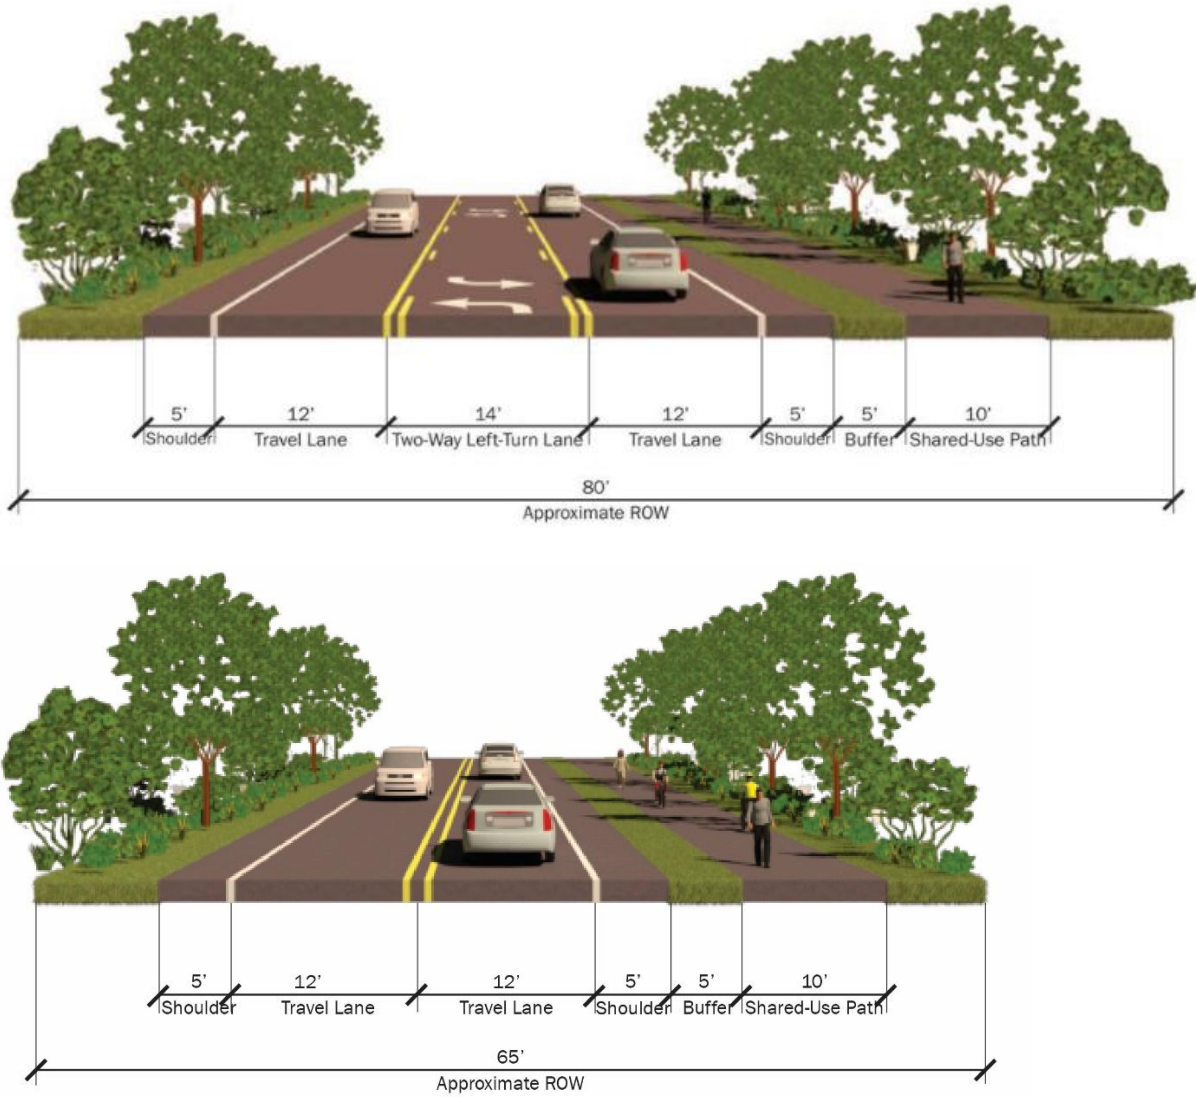 5' 12' 14' 12' 5' 5' 10'
Shoulder Travel Lane Two-Way Left-Turn Lane Travel Lane Shoulder Buffer Shared-Use Path
80'
Approximate ROW
5' 12' 12' 5' 5' 10'
Shoulder Travel Lane Travel Lane Shoulder Buffer Shared-Use Path
65'
Approximate ROW